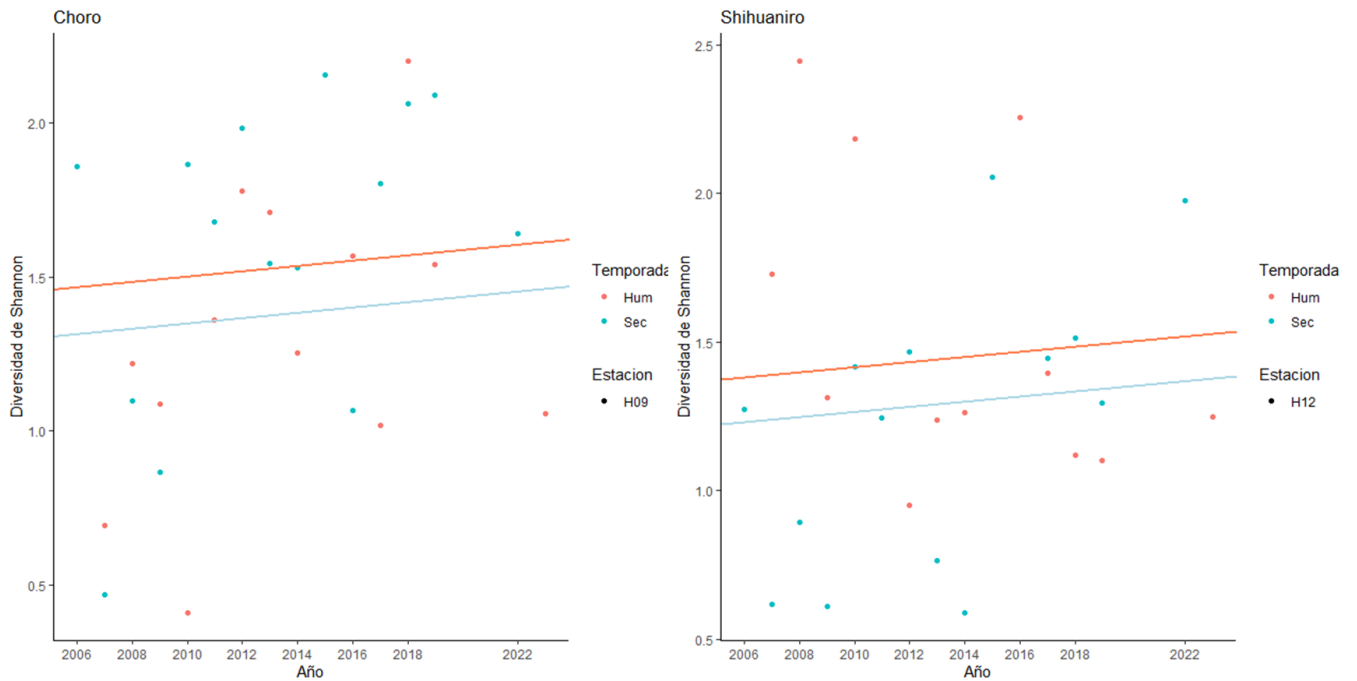 Choro
Diversidad de Shannon
2.0
1.5
1.0
0.5
2006 2008 2010 2012 2014 2016 2018 2022
Año
Temporada
Hum
Sec
Estacion
H09
Shihuaniro
Diversidad de Shannon
2.5
2.0
1.5
1.0
0.5
2006 2008 2010 2012 2014 2016 2018 2022
Año
Temporada
Hum
Sec
Estacion
H12